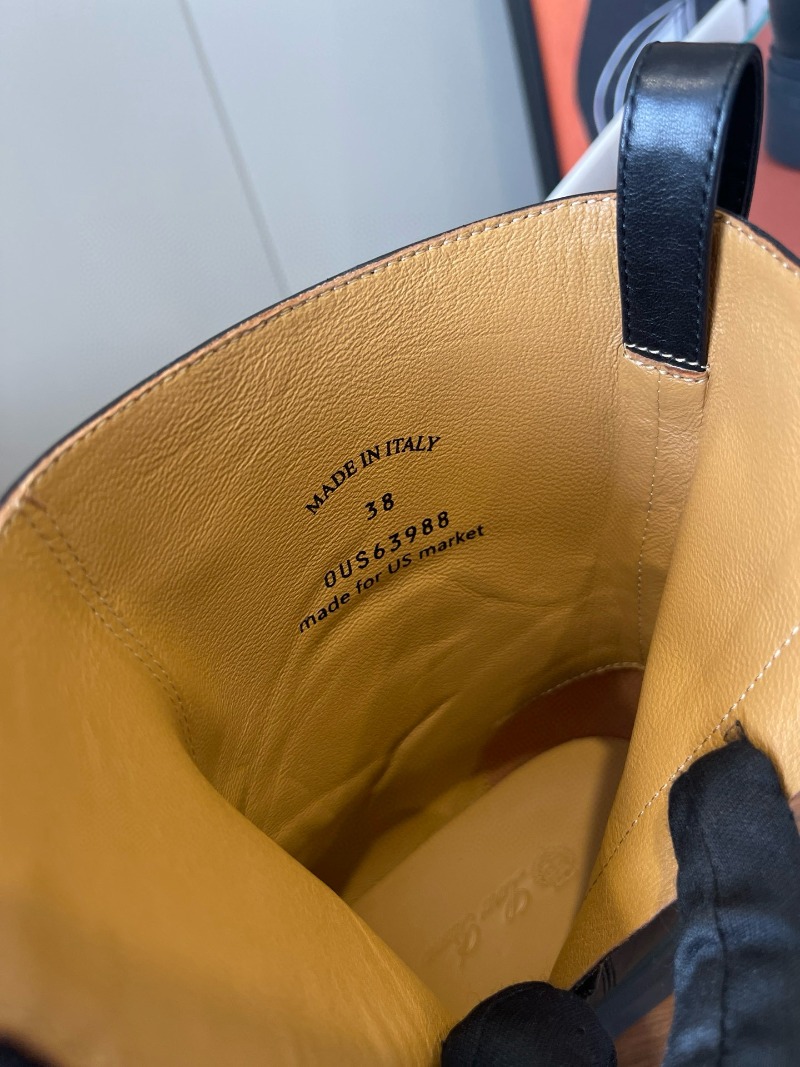 MADE IN ITALY
38
0US63988
made for US market